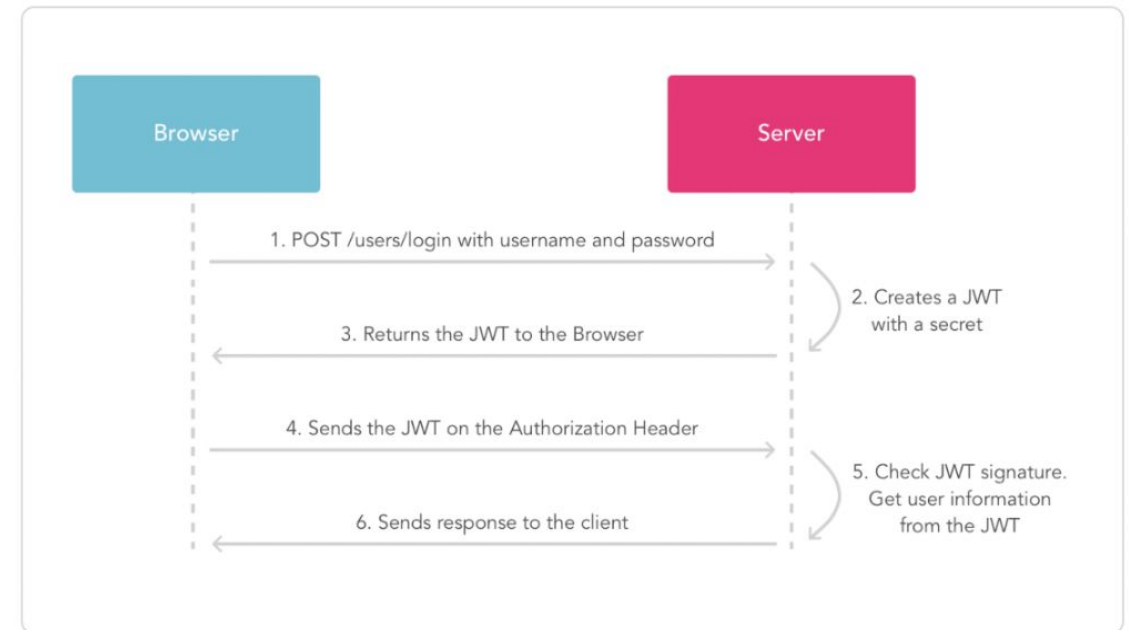 Browser
Server
1. POST /users/login with username and password
2. Creates a JWT
with a secret
3. Returns the JWT to the Browser
4. Sends the JWT on the Authorization Header
5. Check JWT signature.
Get user information
from the JWT
6. Sends response to the client